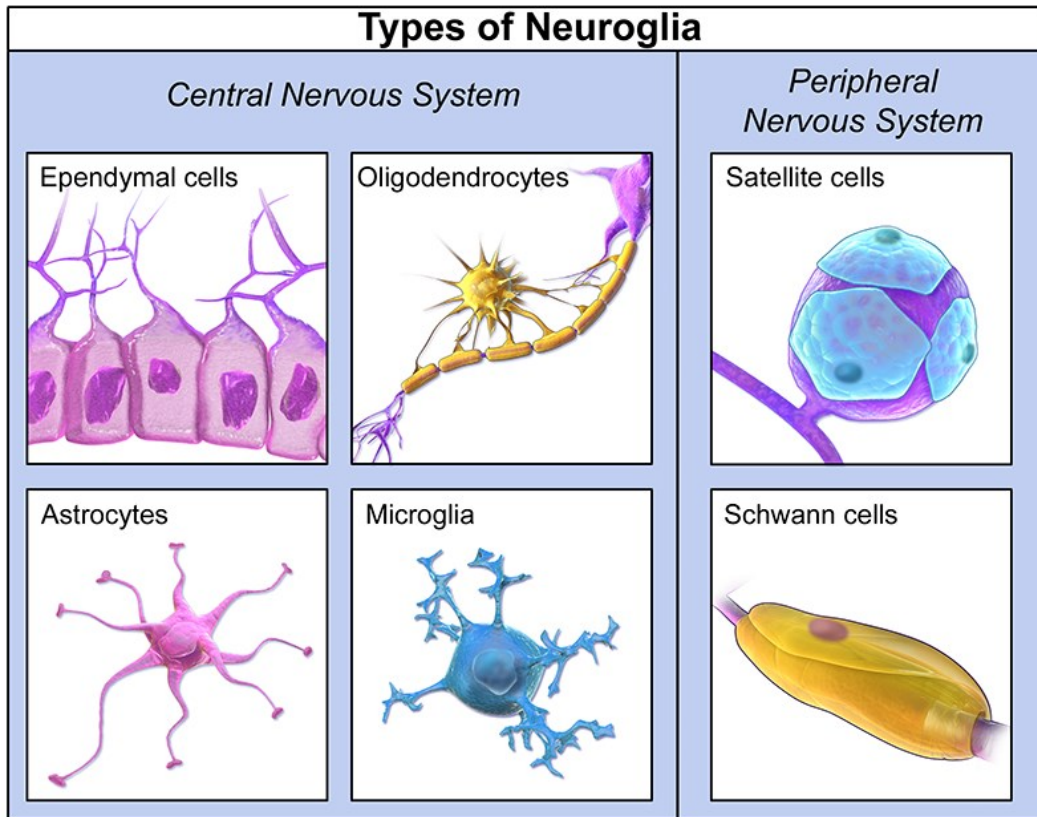 Types of Neuroglia
Central Nervous System
Peripheral
Nervous System
Ependymal cells
Oligodendrocytes
Satellite cells
Astrocytes
Microglia
Schwann cells